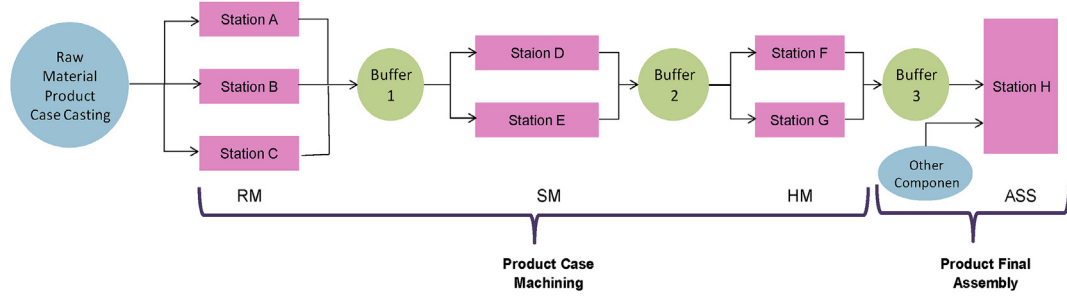 Raw
Material
Product
Case Casting
Station A
Station B
Station C
Buffer
1
Staion D
Station E
Buffer
2
Station F
Station G
Buffer
3
Station H
Other
Componen
RM
SM
HM
ASS
Product Case
Machining
Product Final
Assembly